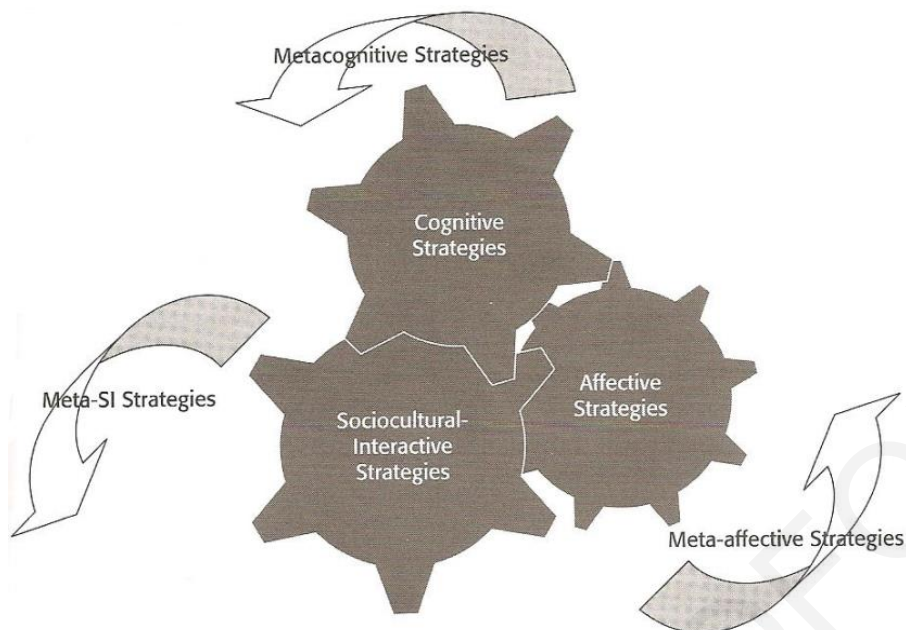 Metacognitive Strategies
Cognitive
Strategies
Meta-SI Strategies
Affective
Strategies
Sociocultural-
Interactive
Strategies
Meta-affective Strategies